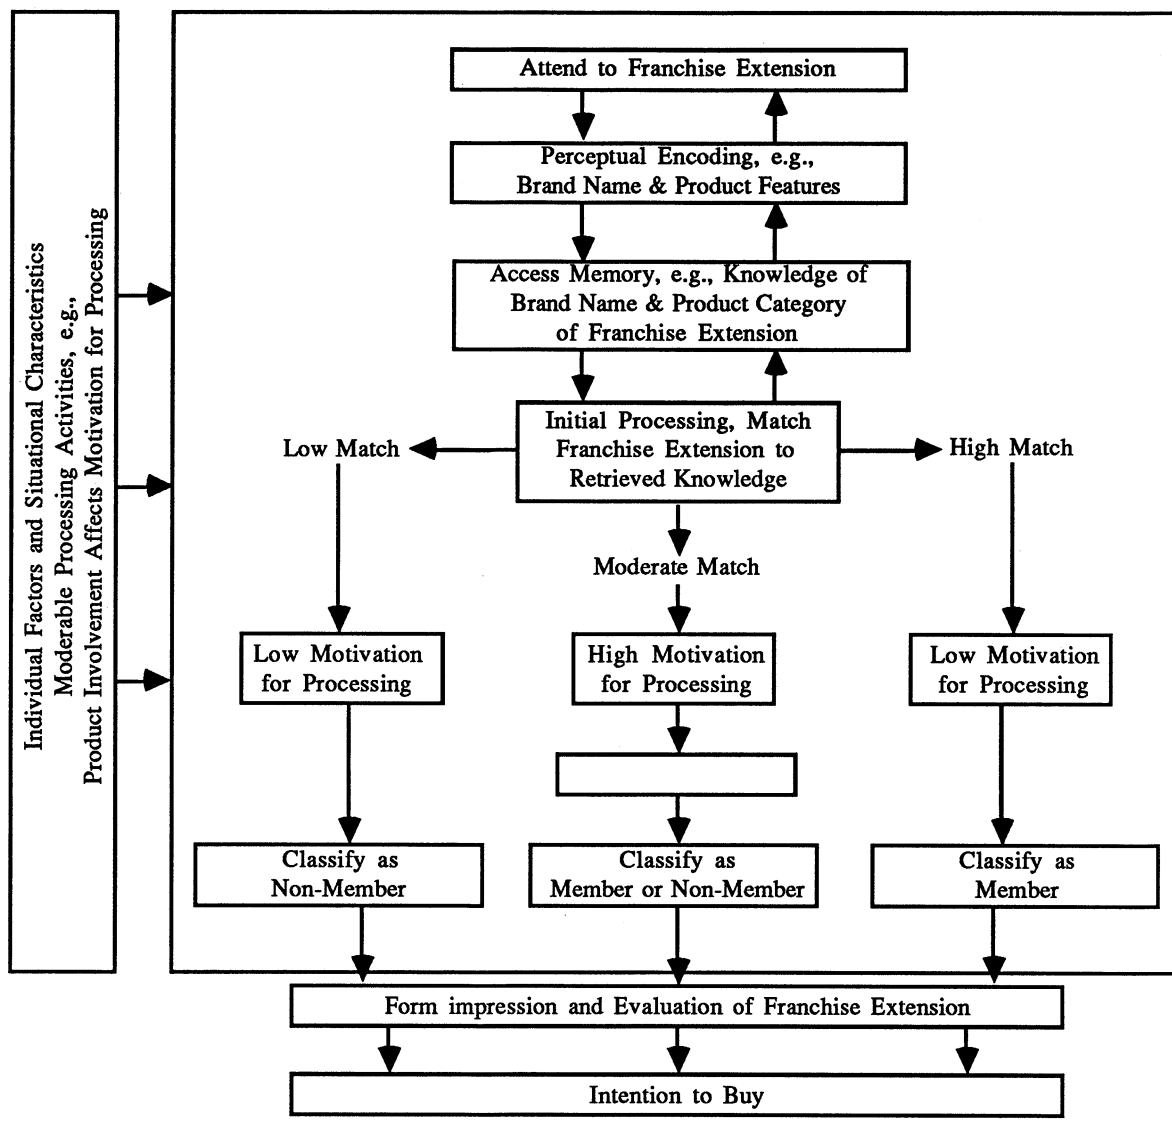 Attend to Franchise Extension
Perceptual Encoding, e.g.,
Brand Name & Product Features
Access Memory, e.g., Knowledge of
Brand Name & Product Category
of Franchise Extension
Initial Processing, Match
Franchise Extension to
Retrieved Knowledge
Low Match
High Match
Moderate Match
Low Motivation
for Processing
High Motivation
for Processing
Low Motivation
for Processing
Classify as
Non-Member
Classify as
Member or Non-Member
Classify as
Member
Form impression and Evaluation of Franchise Extension
Intention to Buy
Individual Factors and Situational Characteristics
Moderable Processing Activities, e.g.,
Product Involvement Affects Motivation for Processing